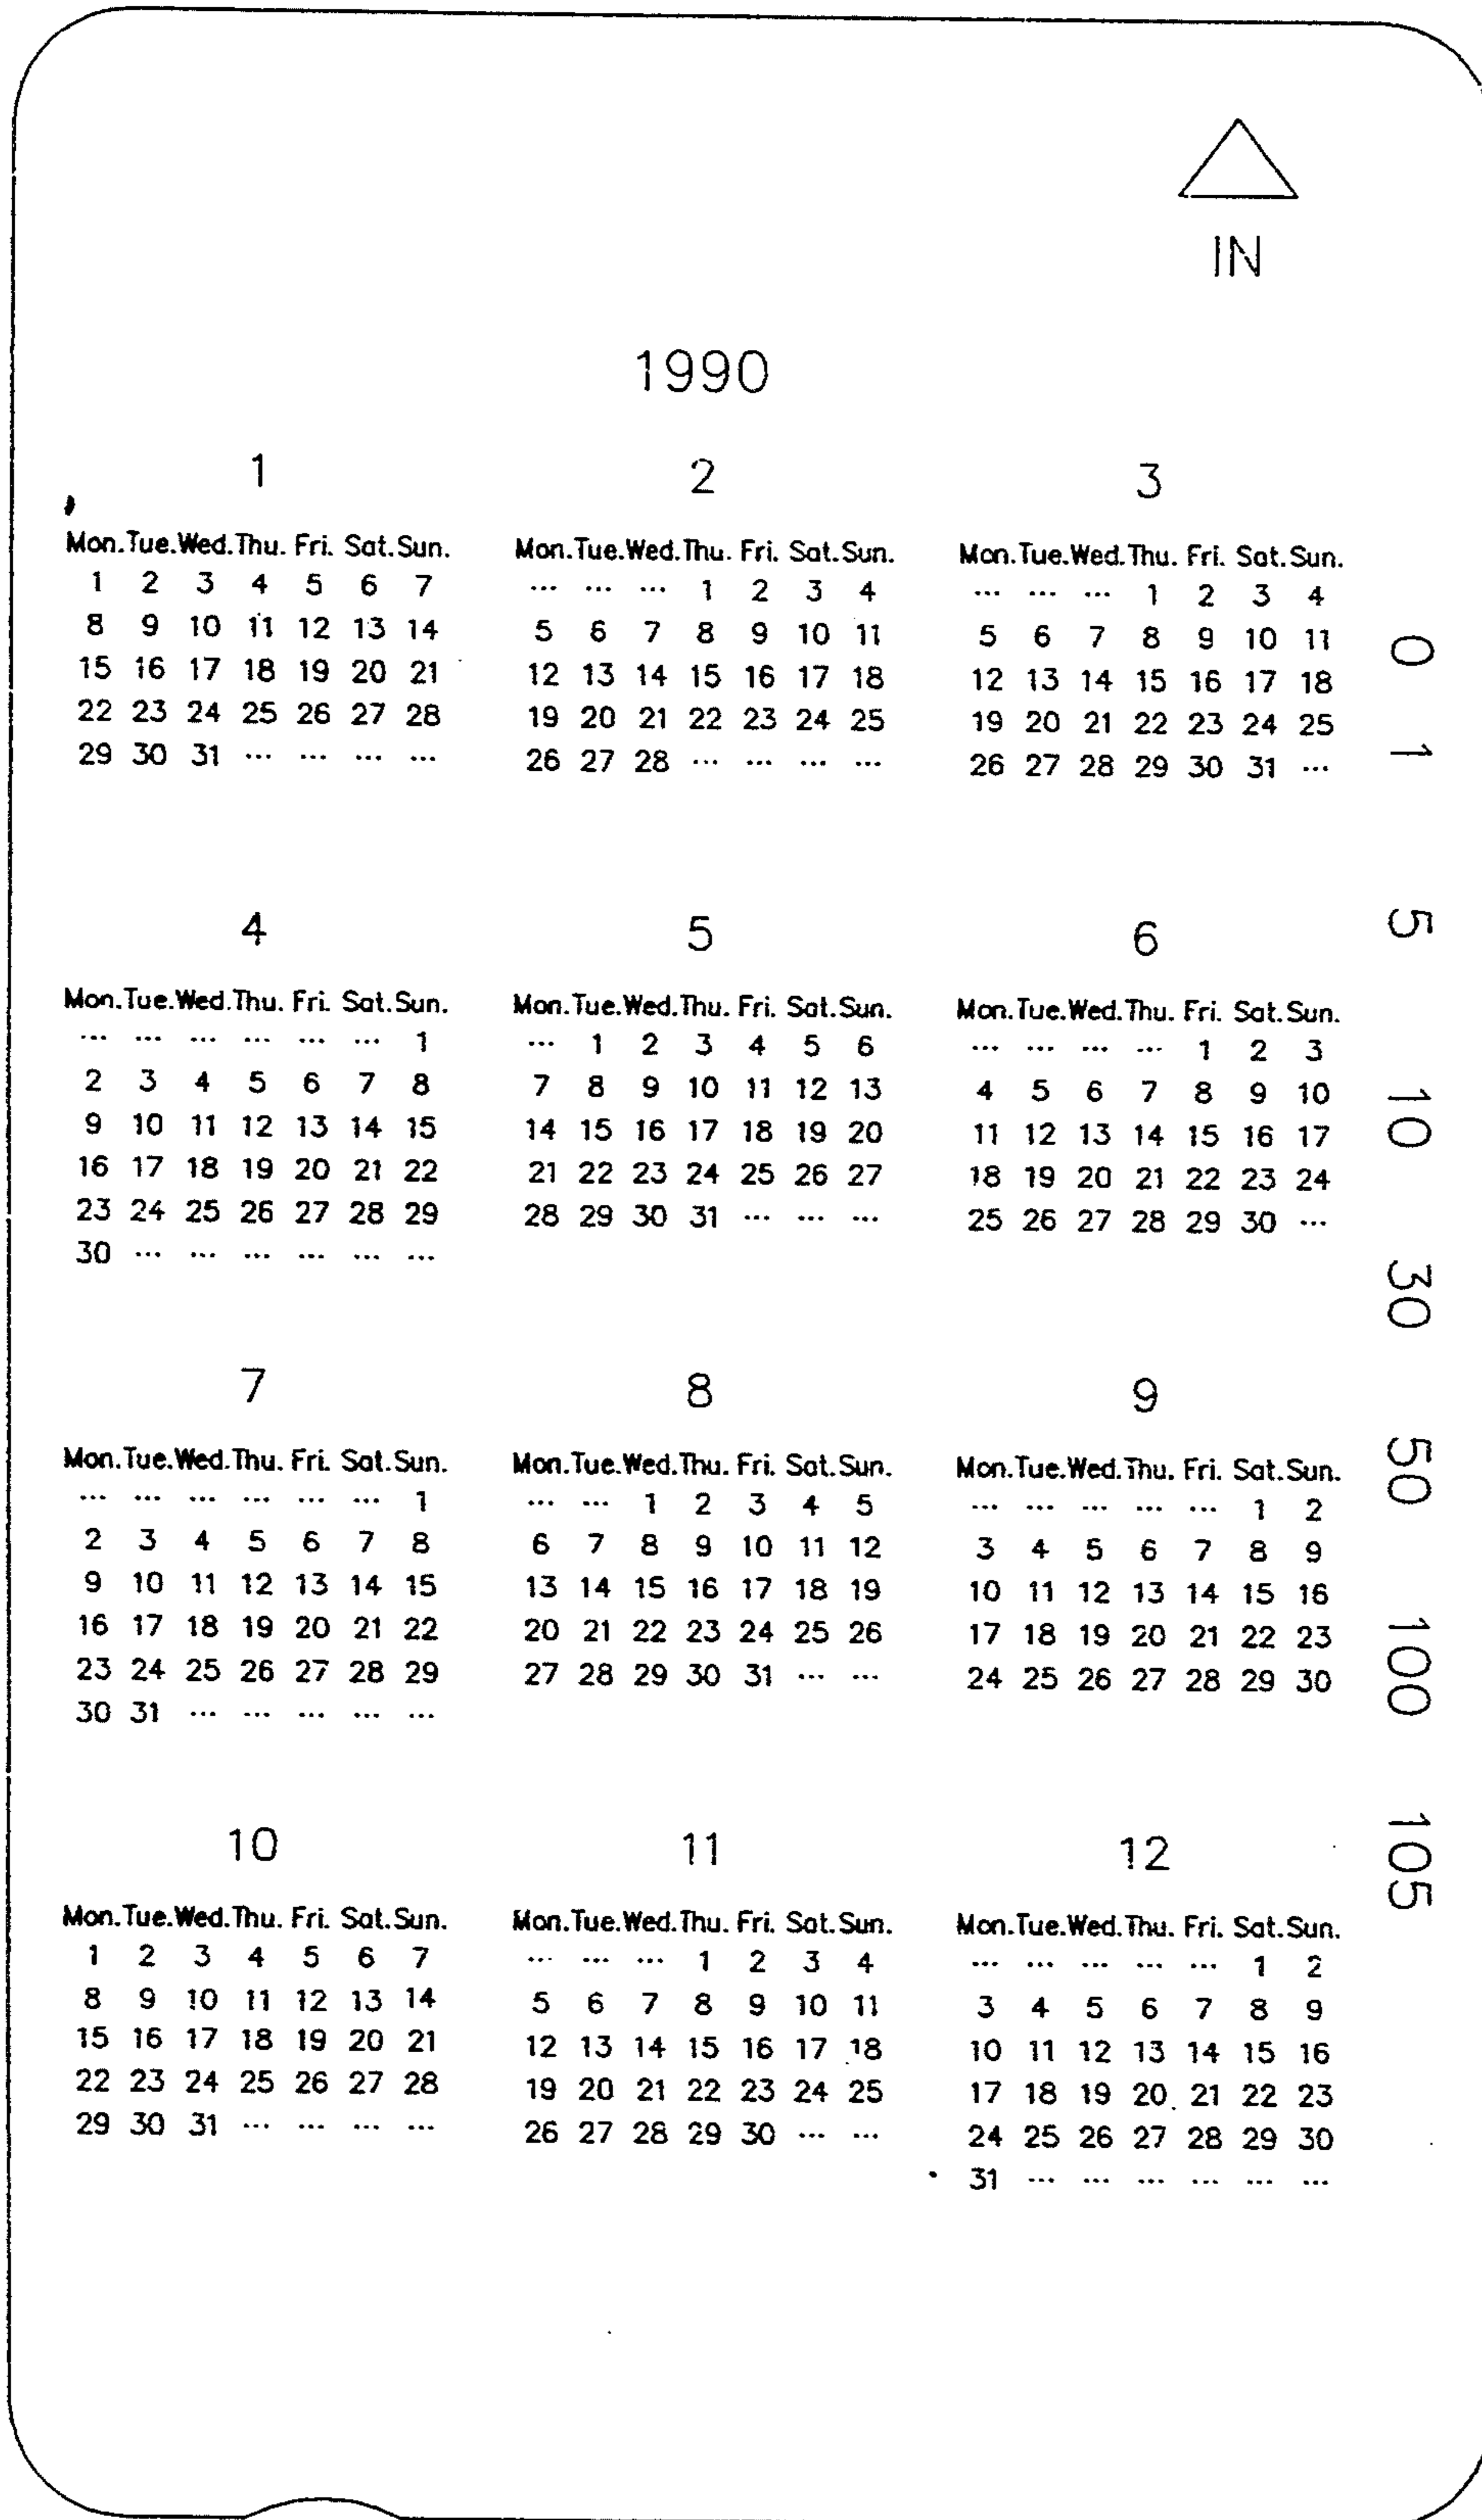 IN
1990
1
Mon. Tue. Wed. Thu. Fri. Sat. Sun.
1 2 3 4 5 6 7
8 9 10 11 12 13 14
15 16 17 18 19 20 21
22 23 24 25 26 27 28
29 30 31 ... ... ... ...
2
Mon. Tue. Wed. Thu. Fri. Sat. Sun.
... ... ... 1 2 3 4
5 6 7 8 9 10 11
12 13 14 15 16 17 18
19 20 21 22 23 24 25
26 27 28 ... ... ... ...
3
Mon. Tue. Wed. Thu. Fri. Sat. Sun.
... ... ... 1 2 3 4
5 6 7 8 9 10 11
12 13 14 15 16 17 18
19 20 21 22 23 24 25
26 27 28 29 30 31 ...
4
Mon. Tue. Wed. Thu. Fri. Sat. Sun.
... ... ... ... ... ... 1
2 3 4 5 6 7 8
9 10 11 12 13 14 15
16 17 18 19 20 21 22
23 24 25 26 27 28 29
30 ... ... ... ... ... ...
5
Mon. Tue. Wed. Thu. Fri. Sat. Sun.
... 1 2 3 4 5 6
7 8 9 10 11 12 13
14 15 16 17 18 19 20
21 22 23 24 25 26 27
28 29 30 31 ... ... ...
6
Mon. Tue. Wed. Thu. Fri. Sat. Sun.
... ... ... ... 1 2 3
4 5 6 7 8 9 10
11 12 13 14 15 16 17
18 19 20 21 22 23 24
25 26 27 28 29 30 ...
7
Mon. Tue. Wed. Thu. Fri. Sat. Sun.
... ... ... ... ... ... 1
2 3 4 5 6 7 8
9 10 11 12 13 14 15
16 17 18 19 20 21 22
23 24 25 26 27 28 29
30 31 ... ... ... ... ...
8
Mon. Tue. Wed. Thu. Fri. Sat. Sun.
... ... 1 2 3 4 5
6 7 8 9 10 11 12
13 14 15 16 17 18 19
20 21 22 23 24 25 26
27 28 29 30 31 ... ...
9
Mon. Tue. Wed. Thu. Fri. Sat. Sun.
... ... ... ... ... 1 2
3 4 5 6 7 8 9
10 11 12 13 14 15 16
17 18 19 20 21 22 23
24 25 26 27 28 29 30
10
Mon. Tue. Wed. Thu. Fri. Sat. Sun.
1 2 3 4 5 6 7
8 9 10 11 12 13 14
15 16 17 18 19 20 21
22 23 24 25 26 27 28
29 30 31 ... ... ... ...
11
Mon. Tue. Wed. Thu. Fri. Sat. Sun.
... ... ... 1 2 3 4
5 6 7 8 9 10 11
12 13 14 15 16 17 18
19 20 21 22 23 24 25
26 27 28 29 30 ... ...
12
Mon. Tue. Wed. Thu. Fri. Sat. Sun.
... ... ... ... ... 1 2
3 4 5 6 7 8 9
10 11 12 13 14 15 16
17 18 19 20 21 22 23
24 25 26 27 28 29 30
31 ... ... ... ... ... ...
0 1 5 10 30 50 100 105